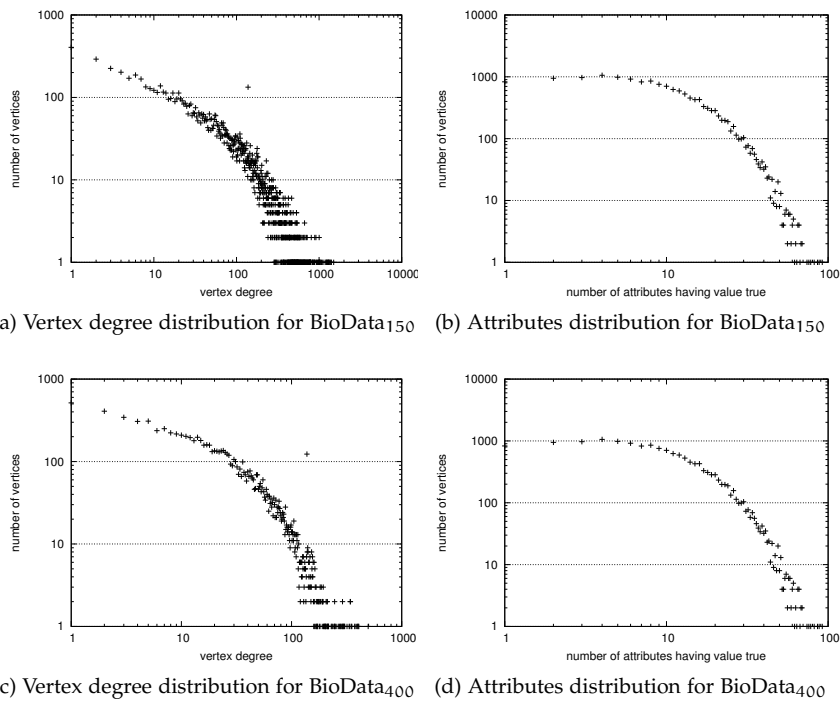 1000
100
10
1
number of vertices
1 10 100 1000 10000
vertex degree
10000
1000
100
10
1
number of vertices
1 10 100
number of attributes having value true
a) Vertex degree distribution for BioData150 (b) Attributes distribution for BioData150
1000
100
10
1
number of vertices
1 10 100 1000
vertex degree
10000
1000
100
10
1
number of vertices
1 10 100
number of attributes having value true
c) Vertex degree distribution for BioData400 (d) Attributes distribution for BioData400